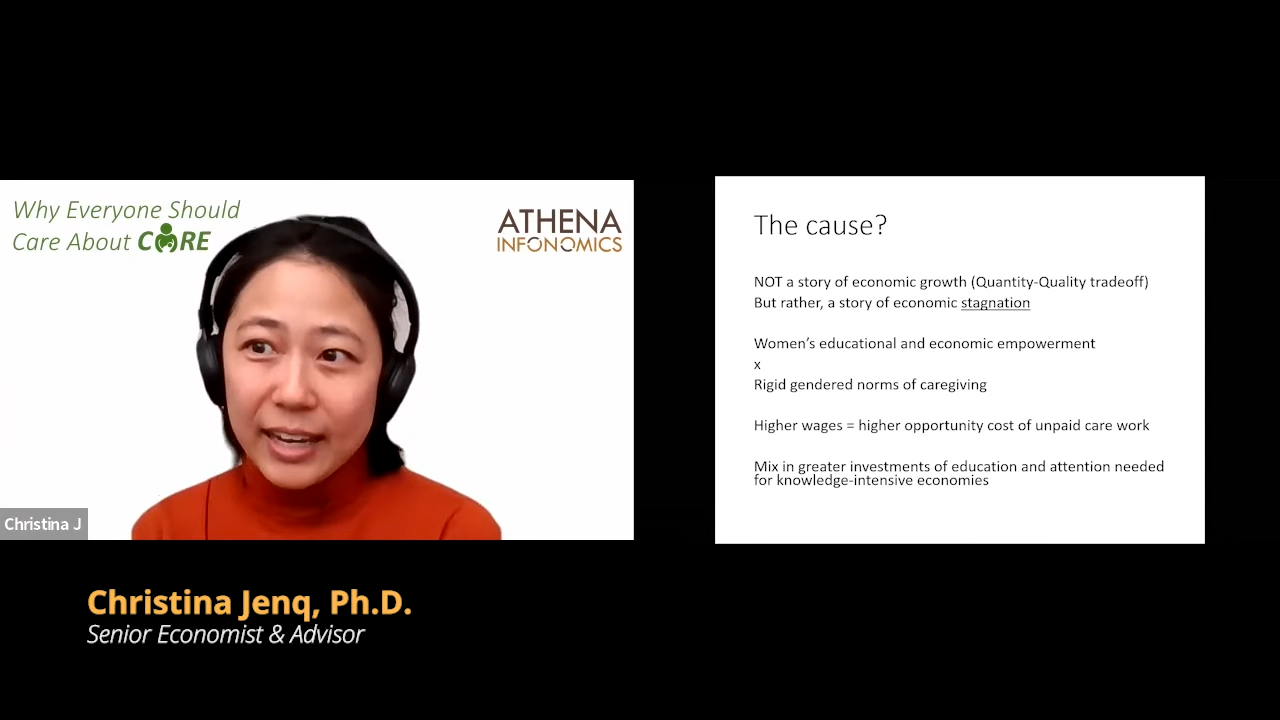 Why Everyone Should
Care About CARE
ATHENA
INFONOMICS
Christina J
Christina Jenq, Ph.D.
Senior Economist & Advisor
The cause?
NOT a story of economic growth (Quantity-Quality tradeoff)
But rather, a story of economic stagnation
Women’s educational and economic empowerment
x
Rigid gendered norms of caregiving
Higher wages = higher opportunity cost of unpaid care work
Mix in greater investments of education and attention needed
for knowledge-intensive economies